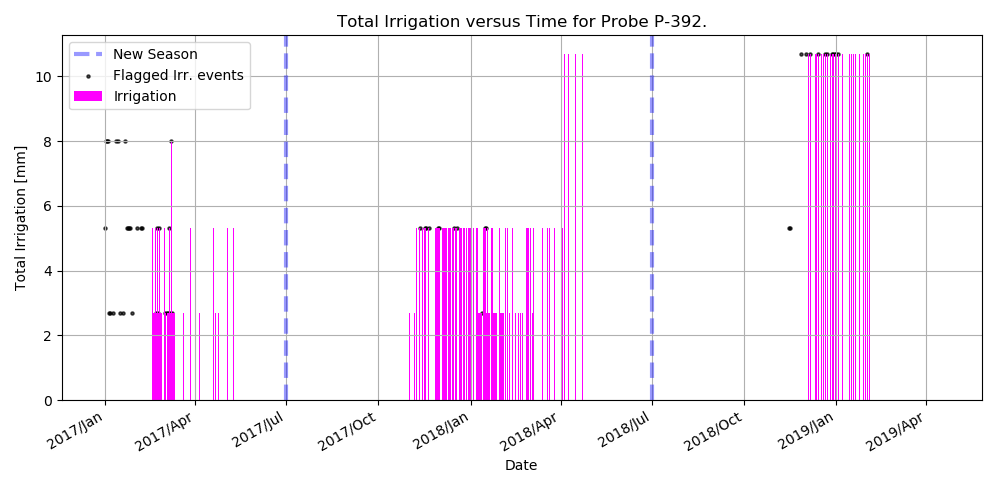 Total Irrigation versus Time for Probe P-392.
New Season
Flagged Irr. events
Irrigation
Total Irrigation [mm]
10
8
6
4
2
0
2017/Jan
2017/Apr
2017/Jul
2017/Oct
2018/Jan
2018/Apr
2018/Jul
2018/Oct
2019/Jan
2019/Apr
Date